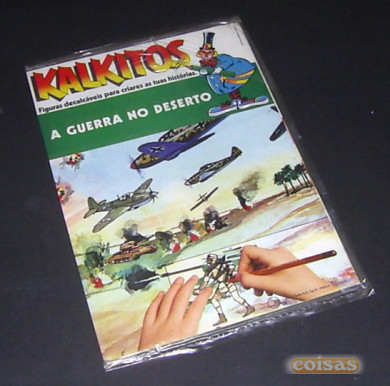 KALKITOS
Figuras decalcáveis para criares as tuas histórias.
A GUERRA NO DESERTO
coisas